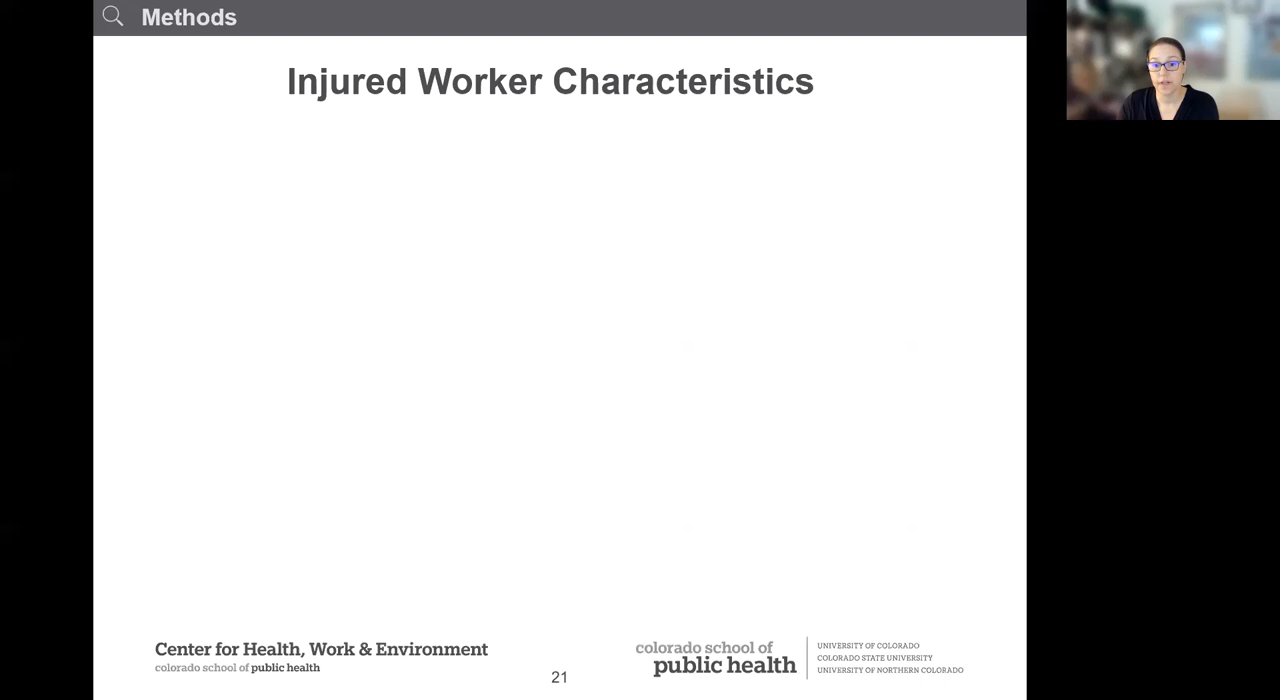 Methods
Injured Worker Characteristics
Center for Health, Work & Environment
colorado school of public health
21
colorado school of
public health
UNIVERSITY OF COLORADO
COLORADO STATE UNIVERSITY
UNIVERSITY OF NORTHERN COLORADO